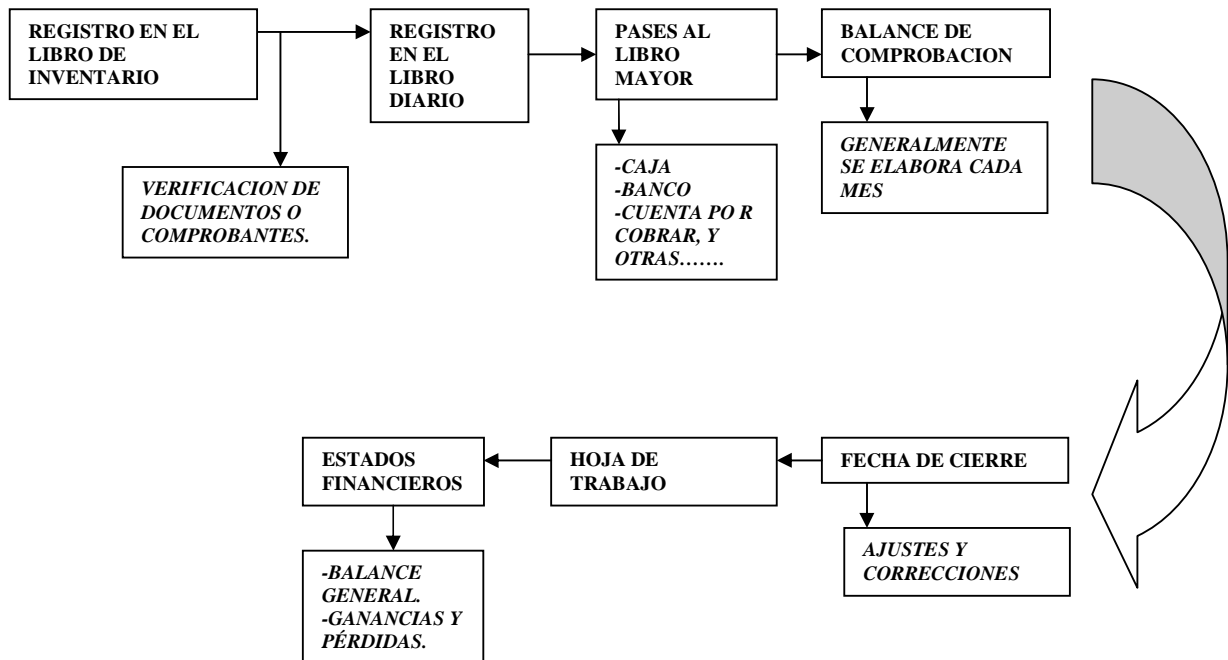 REGISTRO EN EL
LIBRO DE
INVENTARIO
REGISTRO
EN EL
LIBRO
DIARIO
PASES AL
LIBRO
MAYOR
BALANCE DE
COMPROBACION
VERIFICACION DE
DOCUMENTOS O
COMPROBANTES.
-CAJA
-BANCO
-CUENTA PO R
COBRAR, Y
OTRAS…….
GENERALMENTE
SE ELABORA CADA
MES
ESTADOS
FINANCIEROS
HOJA DE
TRABAJO
FECHA DE CIERRE
-BALANCE
GENERAL.
-GANANCIAS Y
PÉRDIDAS.
AJUSTES Y
CORRECCIONES